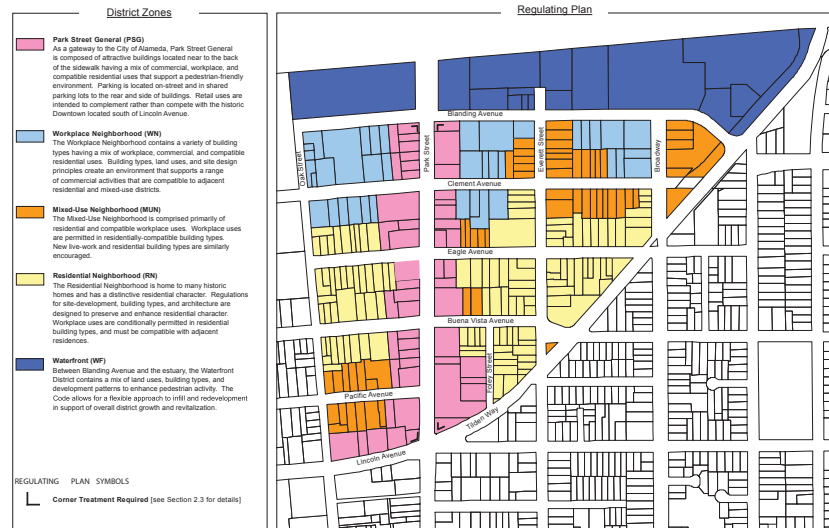 District Zones
Park Street General (PSG)
As a gateway to the City of Alameda, Park Street General
is composed of attractive buildings located near to the back
of the sidewalk having a mix of commercial, workplace, and
compatible residential uses that support a pedestrian-friendly
environment. Parking is located on-street and in shared
parking lots to the rear and side of buildings. Retail uses are
intended to complement rather than compete with the historic
Downtown located south of Lincoln Avenue.
Workplace Neighborhood (WN)
The Workplace Neighborhood contains a variety of building
types having a mix of workplace, commercial, and compatible
residential uses. Building types, land uses, and site design
principles create an environment that supports a range
of commercial activities that are compatible to adjacent
residential and mixed-use districts.
Mixed-Use Neighborhood (MUN)
The Mixed-Use Neighborhood is comprised primarily of
residential and compatible workplace uses. Workplace uses
are permitted in residentially-compatible building types.
New live-work and residential building types are similarly
encouraged.
Residential Neighborhood (RN)
The Residential Neighborhood is home to many historic
homes and has a distinctive residential character. Regulations
for site-development, building types, and architecture are
designed to preserve and enhance residential character.
Workplace uses are conditionally permitted in residential
building types, and must be compatible with adjacent
residences.
Waterfront (WF)
Between Blanding Avenue and the estuary, the Waterfront
District contains a mix of land uses, building types, and
development patterns to enhance pedestrian activity. The
Code allows for a flexible approach to infill and redevelopment
in support of overall district growth and revitalization.
REGULATING PLAN SYMBOLS
Corner Treatment Required [see Section 2.3 for details]
Regulating Plan
Blanding Avenue
Oak Street
Park Street
Everett Street
Broadway
Clement Avenue
Eagle Avenue
Buena Vista Avenue
Foley Street
Pacific Avenue
Tilden Way
Lincoln Avenue